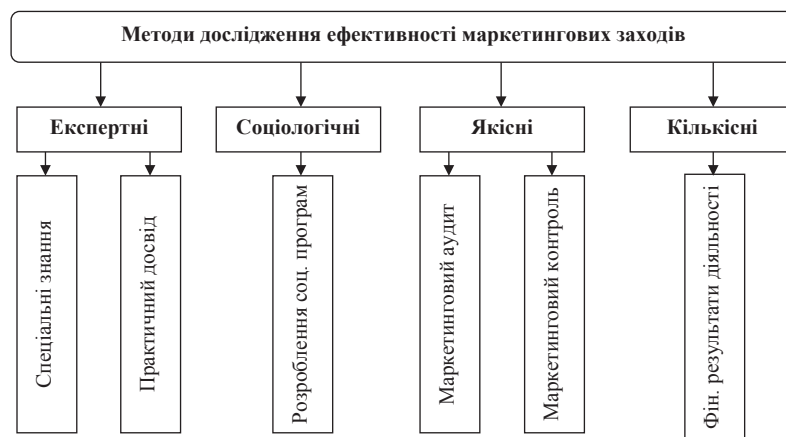 Методи дослідження ефективності маркетингових заходів
Експертні
Соціологічні
Якісні
Кількісні
Спеціальні знання
Практичний досвід
Розроблення соц. програм
Маркетинговий аудит
Маркетинговий контроль
Фін. результати діяльності